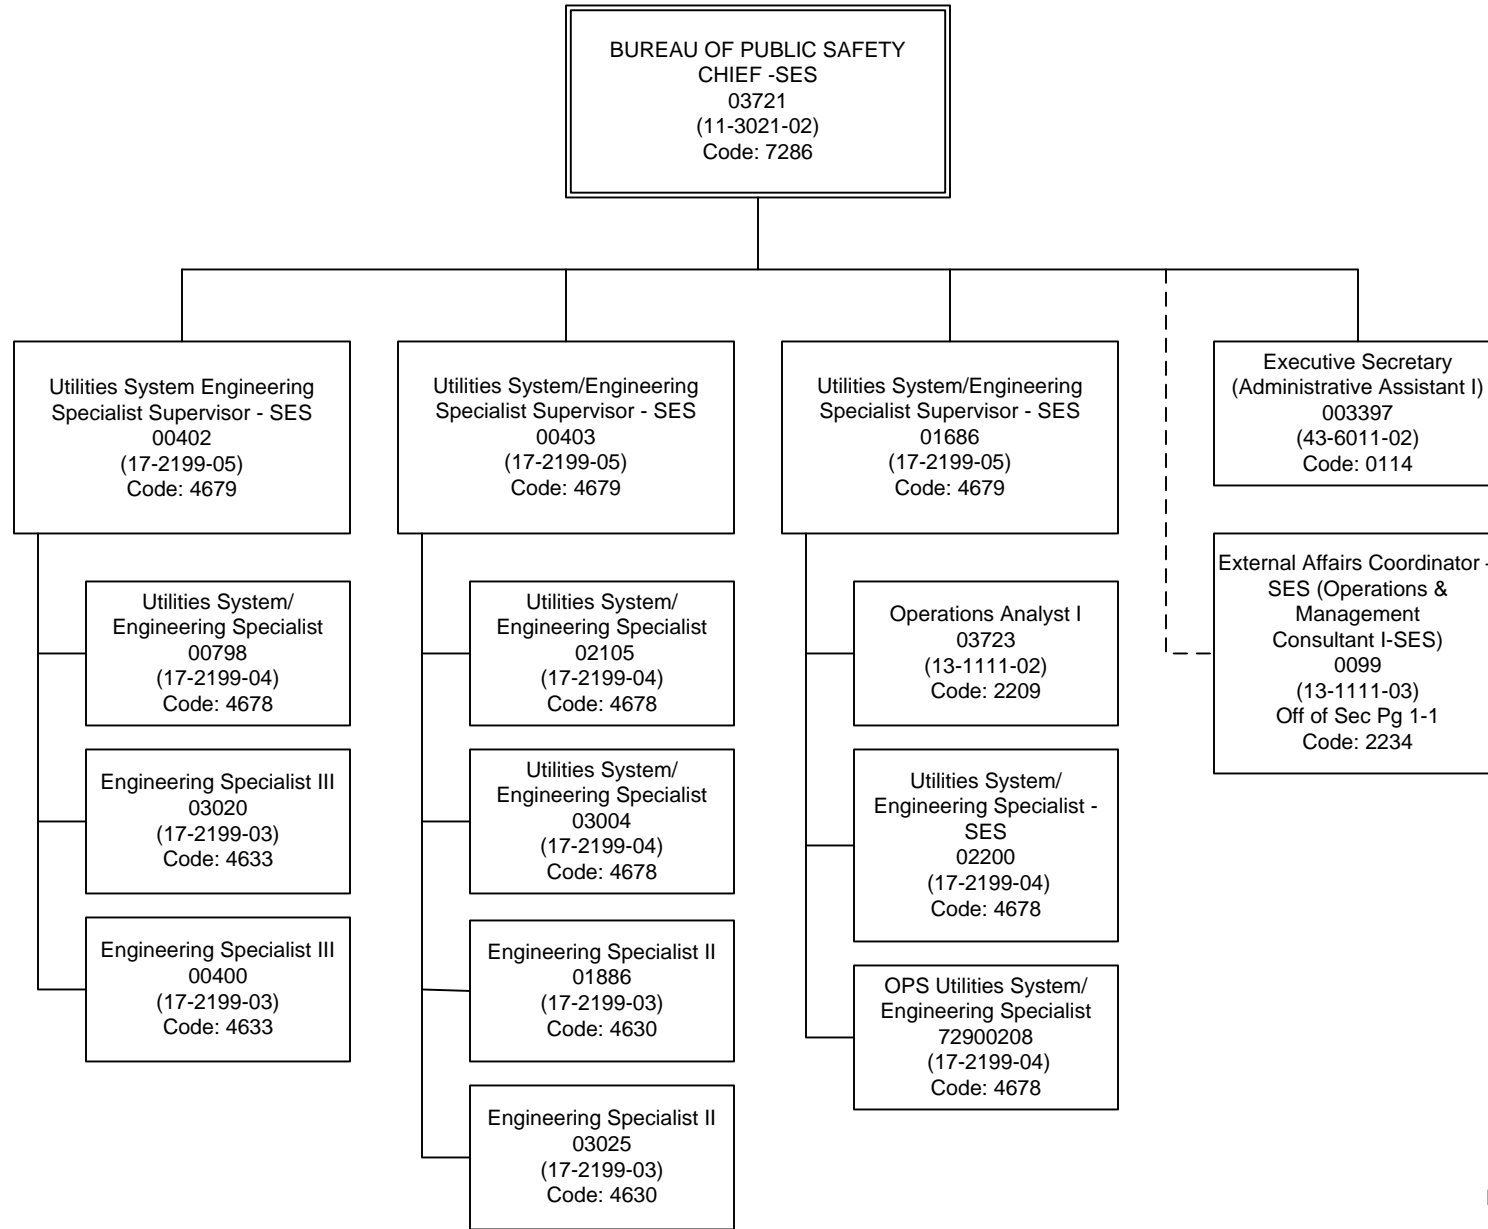 BUREAU OF PUBLIC SAFETY
CHIEF -SES
03721
(11-3021-02)
Code: 7286
Utilities System Engineering
Specialist Supervisor - SES
00402
(17-2199-05)
Code: 4679
Utilities System/
Engineering Specialist
00798
(17-2199-04)
Code: 4678
Engineering Specialist III
03020
(17-2199-03)
Code: 4633
Engineering Specialist III
00400
(17-2199-03)
Code: 4633
Utilities System/Engineering
Specialist Supervisor - SES
00403
(17-2199-05)
Code: 4679
Utilities System/
Engineering Specialist
02105
(17-2199-04)
Code: 4678
Utilities System/
Engineering Specialist
03004
(17-2199-04)
Code: 4678
Engineering Specialist II
01886
(17-2199-03)
Code: 4630
Engineering Specialist II
03025
(17-2199-03)
Code: 4630
Utilities System/Engineering
Specialist Supervisor - SES
01686
(17-2199-05)
Code: 4679
Operations Analyst I
03723
(13-1111-02)
Code: 2209
Utilities System/
Engineering Specialist -
SES
02200
(17-2199-04)
Code: 4678
OPS Utilities System/
Engineering Specialist
72900208
(17-2199-04)
Code: 4678
Executive Secretary
(Administrative Assistant I)
003397
(43-6011-02)
Code: 0114
External Affairs Coordinator -
SES (Operations &
Management
Consultant I-SES)
0099
(13-1111-03)
Off of Sec Pg 1-1
Code: 2234